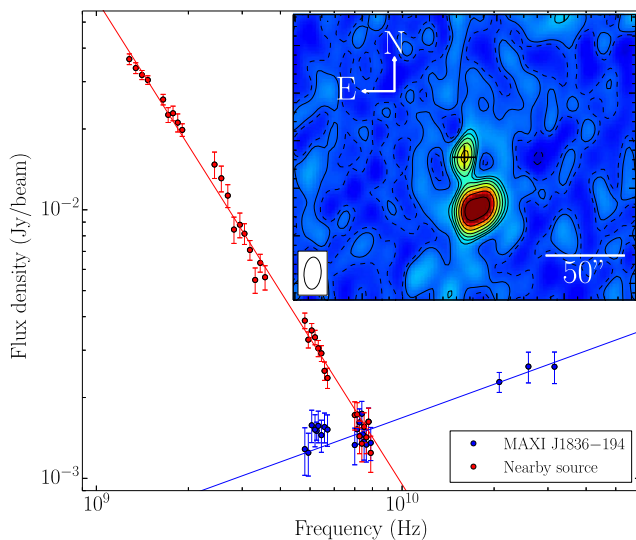 Flux density (Jy/beam)
10^{-2}
10^{-3}
10^{9}
10^{10}
Frequency (Hz)
N
E
50”
MAXI J1836−194
Nearby source